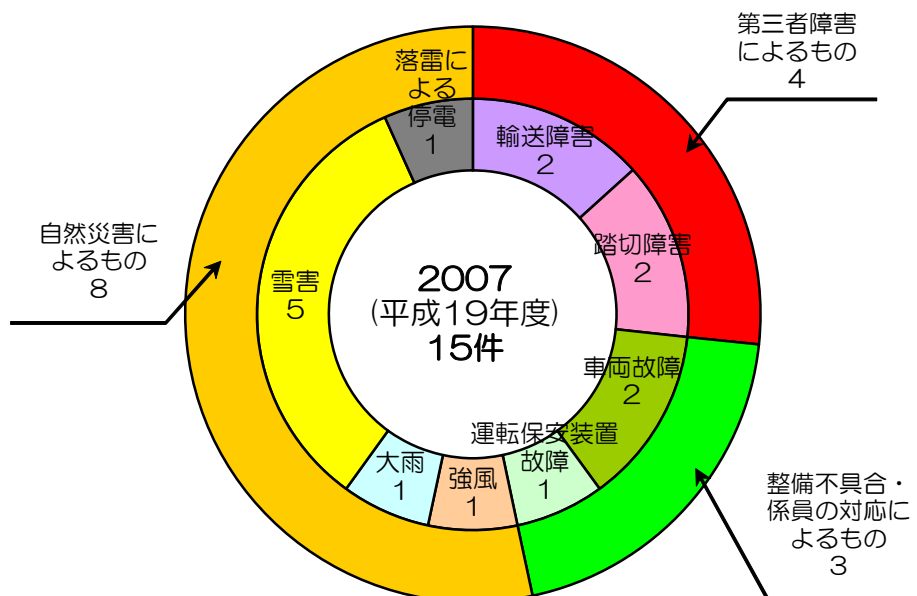 第三者障害
によるもの
4
落雷に
よる
停電
1
輸送障害
2
踏切障害
2
自然災害に
よるもの
8
雪害
5
2007
(平成19年度)
15件
車両故障
2
運転保安装置
故障
1
大雨
1
強風
1
整備不具合・
係員の対応に
よるもの
3